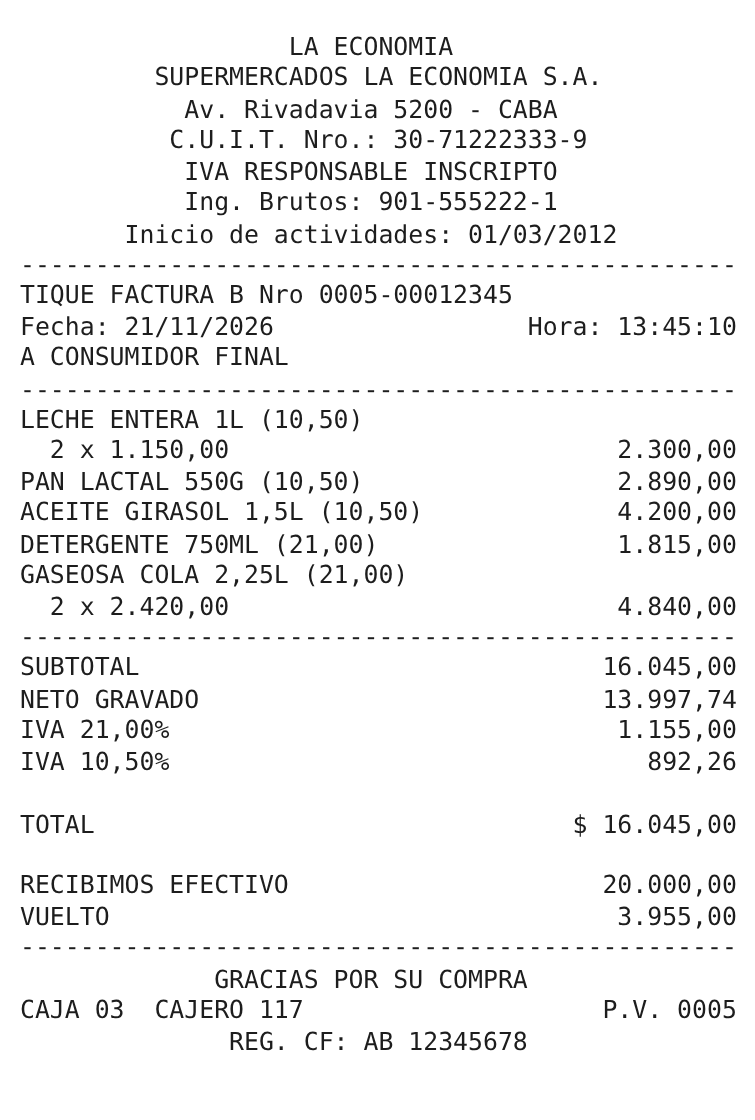 LA ECONOMIA
SUPERMERCADOS LA ECONOMIA S.A.
Av. Rivadavia 5200 - CABA
C.U.I.T. Nro.: 30-71222333-9
IVA RESPONSABLE INSCRIPTO
Ing. Brutos: 901-555222-1
Inicio de actividades: 01/03/2012
------------------------------------------------
TIQUE FACTURA B Nro 0005-00012345
Fecha: 21/11/2026 Hora: 13:45:10
A CONSUMIDOR FINAL
------------------------------------------------
LECHE ENTERA 1L (10,50)
2 x 1.150,00 2.300,00
PAN LACTAL 550G (10,50) 2.890,00
ACEITE GIRASOL 1,5L (10,50) 4.200,00
DETERGENTE 750ML (21,00) 1.815,00
GASEOSA COLA 2,25L (21,00)
2 x 2.420,00 4.840,00
------------------------------------------------
SUBTOTAL 16.045,00
NETO GRAVADO 13.997,74
IVA 21,00% 1.155,00
IVA 10,50% 892,26
TOTAL $ 16.045,00
RECIBIMOS EFECTIVO 20.000,00
VUELTO 3.955,00
------------------------------------------------
GRACIAS POR SU COMPRA
CAJA 03 CAJERO 117 P.V. 0005
REG. CF: AB 12345678